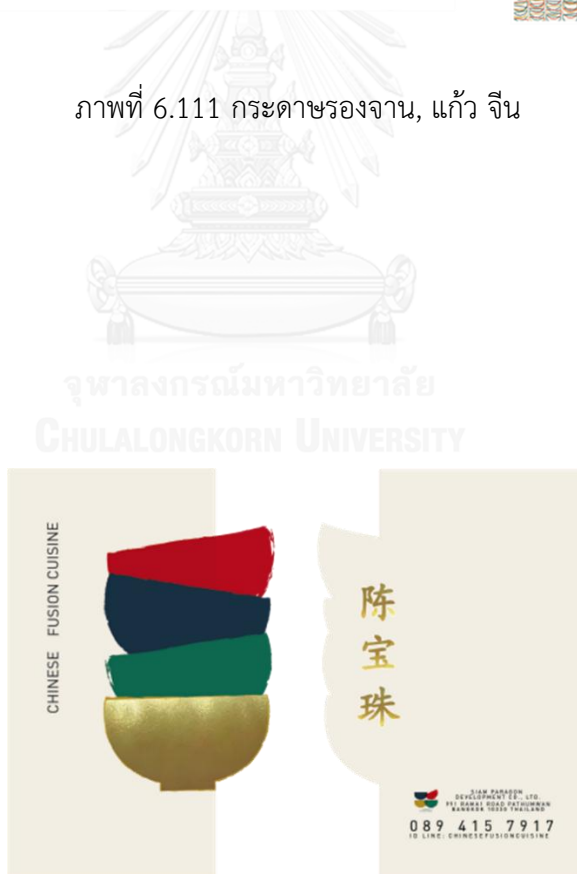 ภาพที่ 6.111 กระดาษรองจาน, แก้ว จีน
จุฬาลงกรณ์มหาวิทยาลัย
CHULALONGKORN UNIVERSITY
CHINESE FUSION CUISINE
陈宝珠
SIAM PARAGON
DEVELOPMENT CO., LTD.
991 RAMA1 ROAD PATHUMWAN
BANGKOK 10330 THAILAND
089 415 7917
ID LINE: CHINESEFUSIONCUISINE